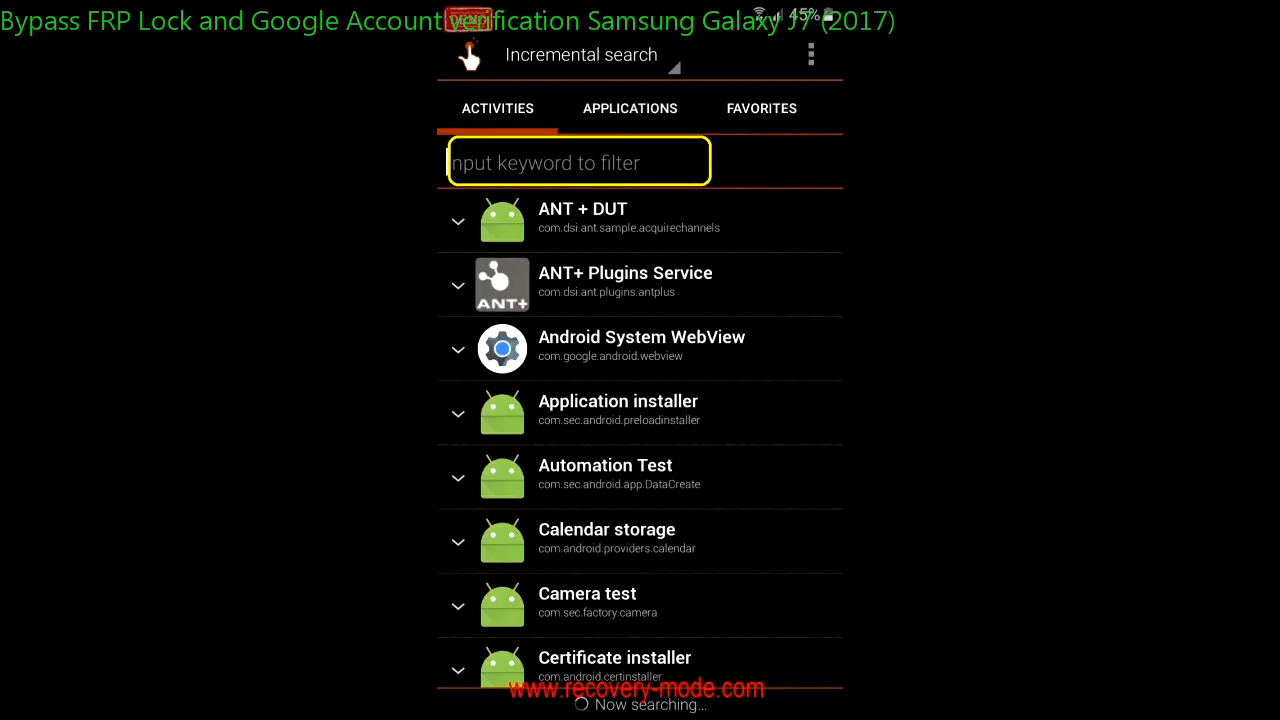 Bypass FRP Lock and Google Account verification Samsung Galaxy J7 (2017)
45%
Incremental search
ACTIVITIES APPLICATIONS FAVORITES
nput keyword to filter
ANT + DUT
com.dsi.ant.sample.acquirechannels
ANT+ Plugins Service
com.dsi.ant.plugins.antplus
ANT+
Android System WebView
com.google.android.webview
Application installer
com.sec.android.preloadinstaller
Automation Test
com.sec.android.app.DataCreate
Calendar storage
com.android.providers.calendar
Camera test
com.sec.factory.camera
Certificate installer
com.android.certinstaller
www.recovery-mode.com
Now searching...